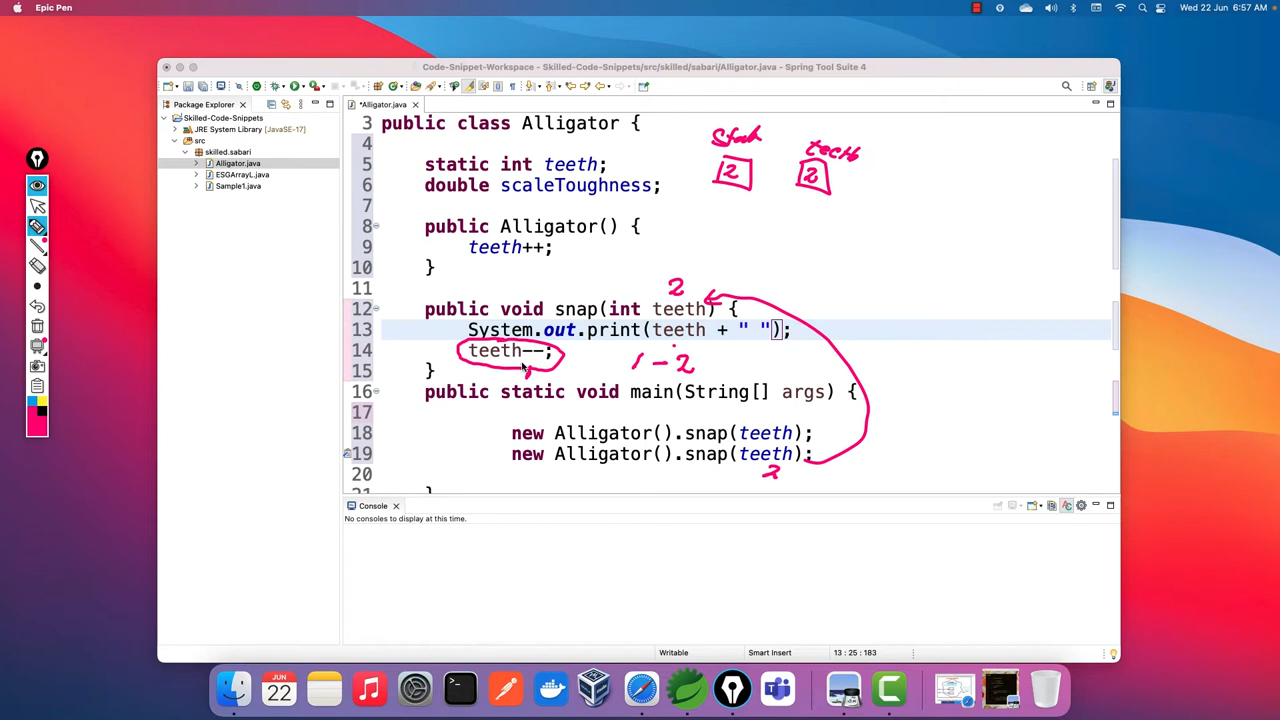 Epic Pen
Wed 22 Jun 6:57 AM
Code-Snippet-Workspace - Skilled-Code-Snippets/src/skilled/sabari/Alligator.java - Spring Tool Suite 4
Package Explorer
*Alligator.java
Skilled-Code-Snippets
JRE System Library [JavaSE-17]
src
skilled.sabari
Alligator.java
ESGArrayL.java
Sample1.java
3 public class Alligator {
4
5 static int teeth;
6 double scaleToughness;
7
8 public Alligator() {
9 teeth++;
10 }
11
12 public void snap(int teeth) {
13 System.out.print(teeth + " ");
14 teeth--;
15 }
16 public static void main(String[] args) {
17
18 new Alligator().snap(teeth);
19 new Alligator().snap(teeth);
20
21 }
teeth
2
2
2
1 - 2
2
Console
No consoles to display at this time.
Writable
Smart Insert
13 : 25 : 183
JUN
22